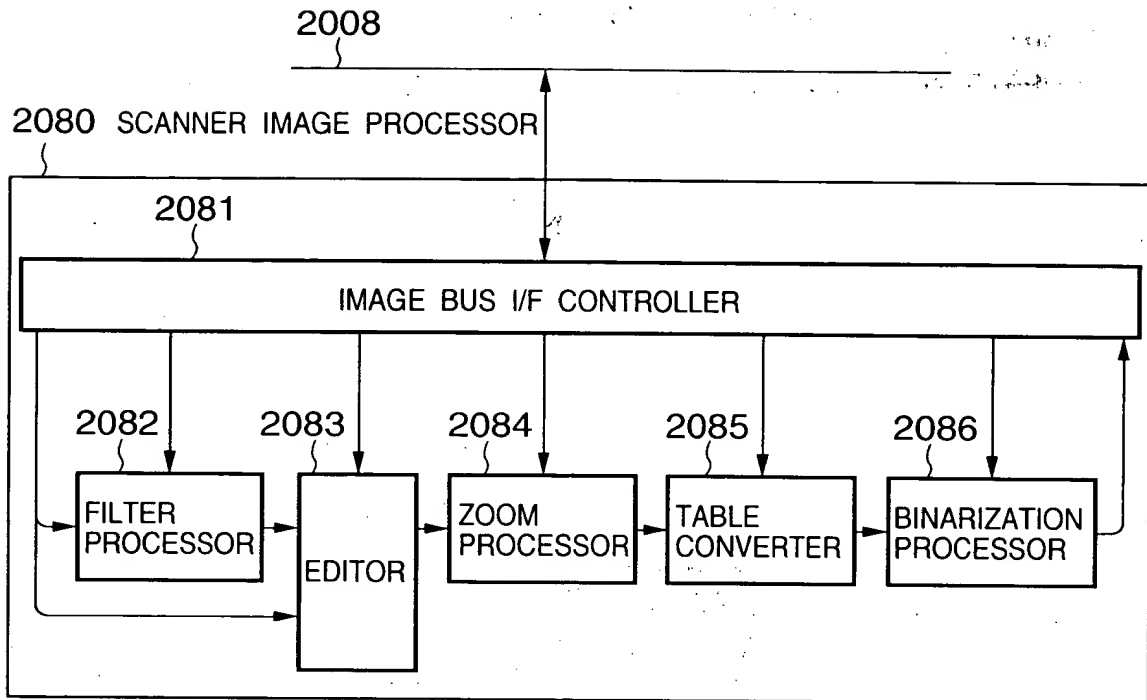 2008
2080 SCANNER IMAGE PROCESSOR
2081
IMAGE BUS I/F CONTROLLER
2082
2083
2084
2085
2086
FILTER
PROCESSOR
EDITOR
ZOOM
PROCESSOR
TABLE
CONVERTER
BINARIZATION
PROCESSOR